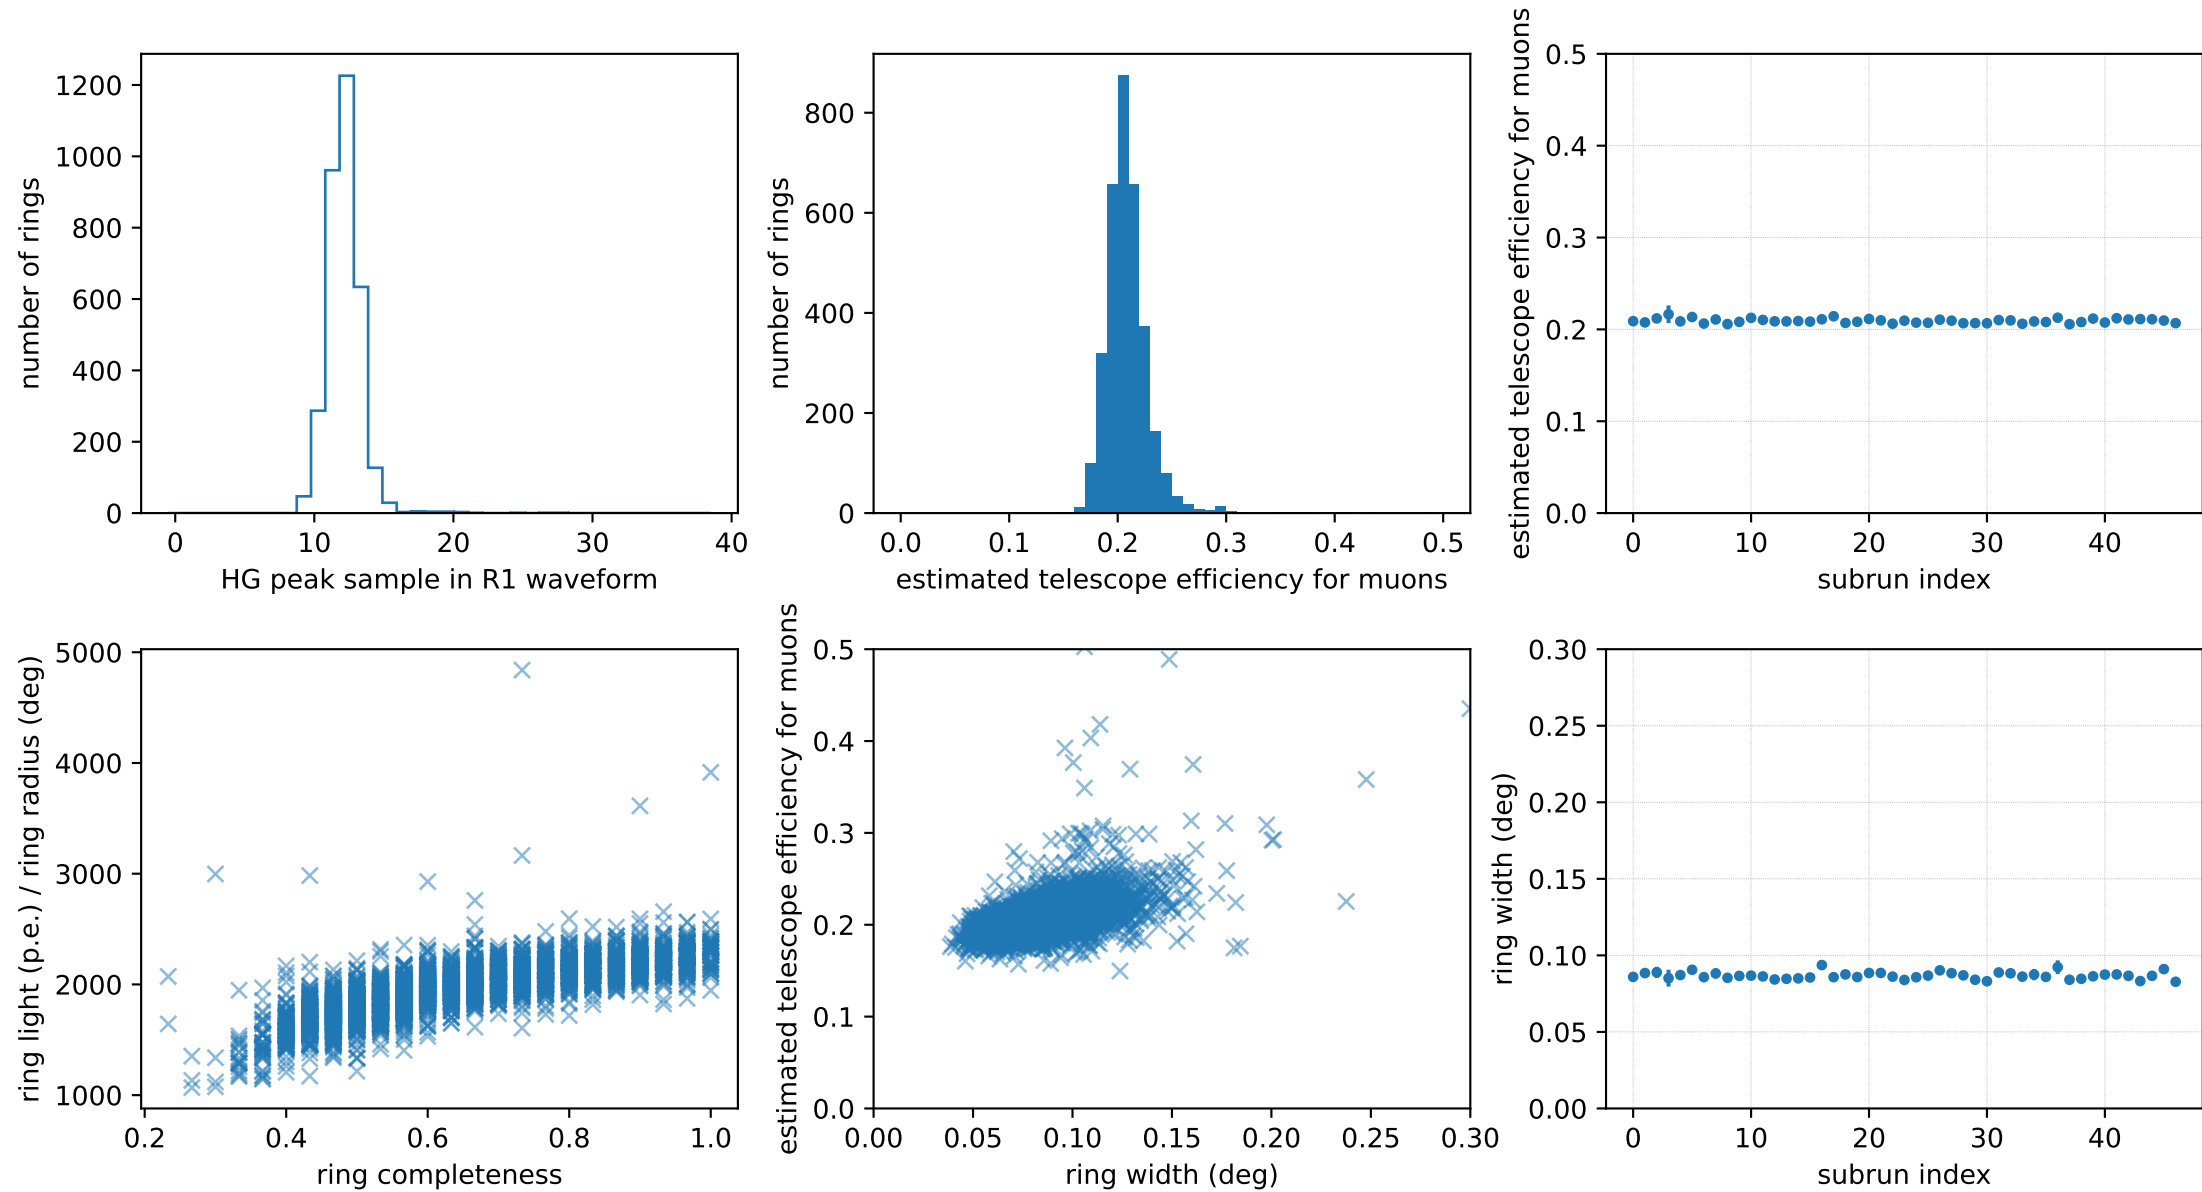 number of rings
1200
1000
800
600
400
200
0
0 10 20 30 40
HG peak sample in R1 waveform
number of rings
800
600
400
200
0
0.0 0.1 0.2 0.3 0.4 0.5
estimated telescope efficiency for muons
estimated telescope efficiency for muons
0.5
0.4
0.3
0.2
0.1
0.0
0 10 20 30 40
subrun index
ring light (p.e.) / ring radius (deg)
5000
4000
3000
2000
1000
0.2 0.4 0.6 0.8 1.0
ring completeness
estimated telescope efficiency for muons
0.5
0.4
0.3
0.2
0.1
0.0
0.00 0.05 0.10 0.15 0.20 0.25 0.30
ring width (deg)
ring width (deg)
0.30
0.25
0.20
0.15
0.10
0.05
0.00
0 10 20 30 40
subrun index